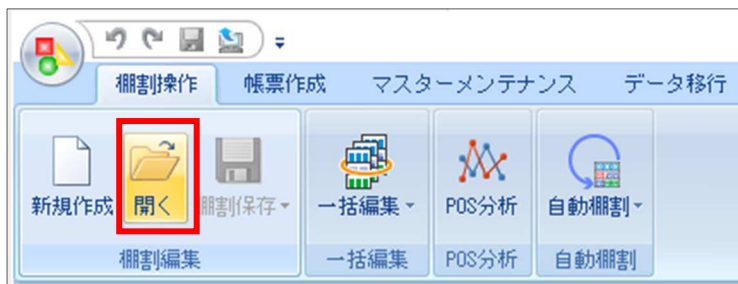 棚割操作 帳票作成 マスターメンテナンス データ移行
新規作成 開く 棚割保存 一括編集 POS分析 自動棚割
棚割編集 一括編集 POS分析 自動棚割